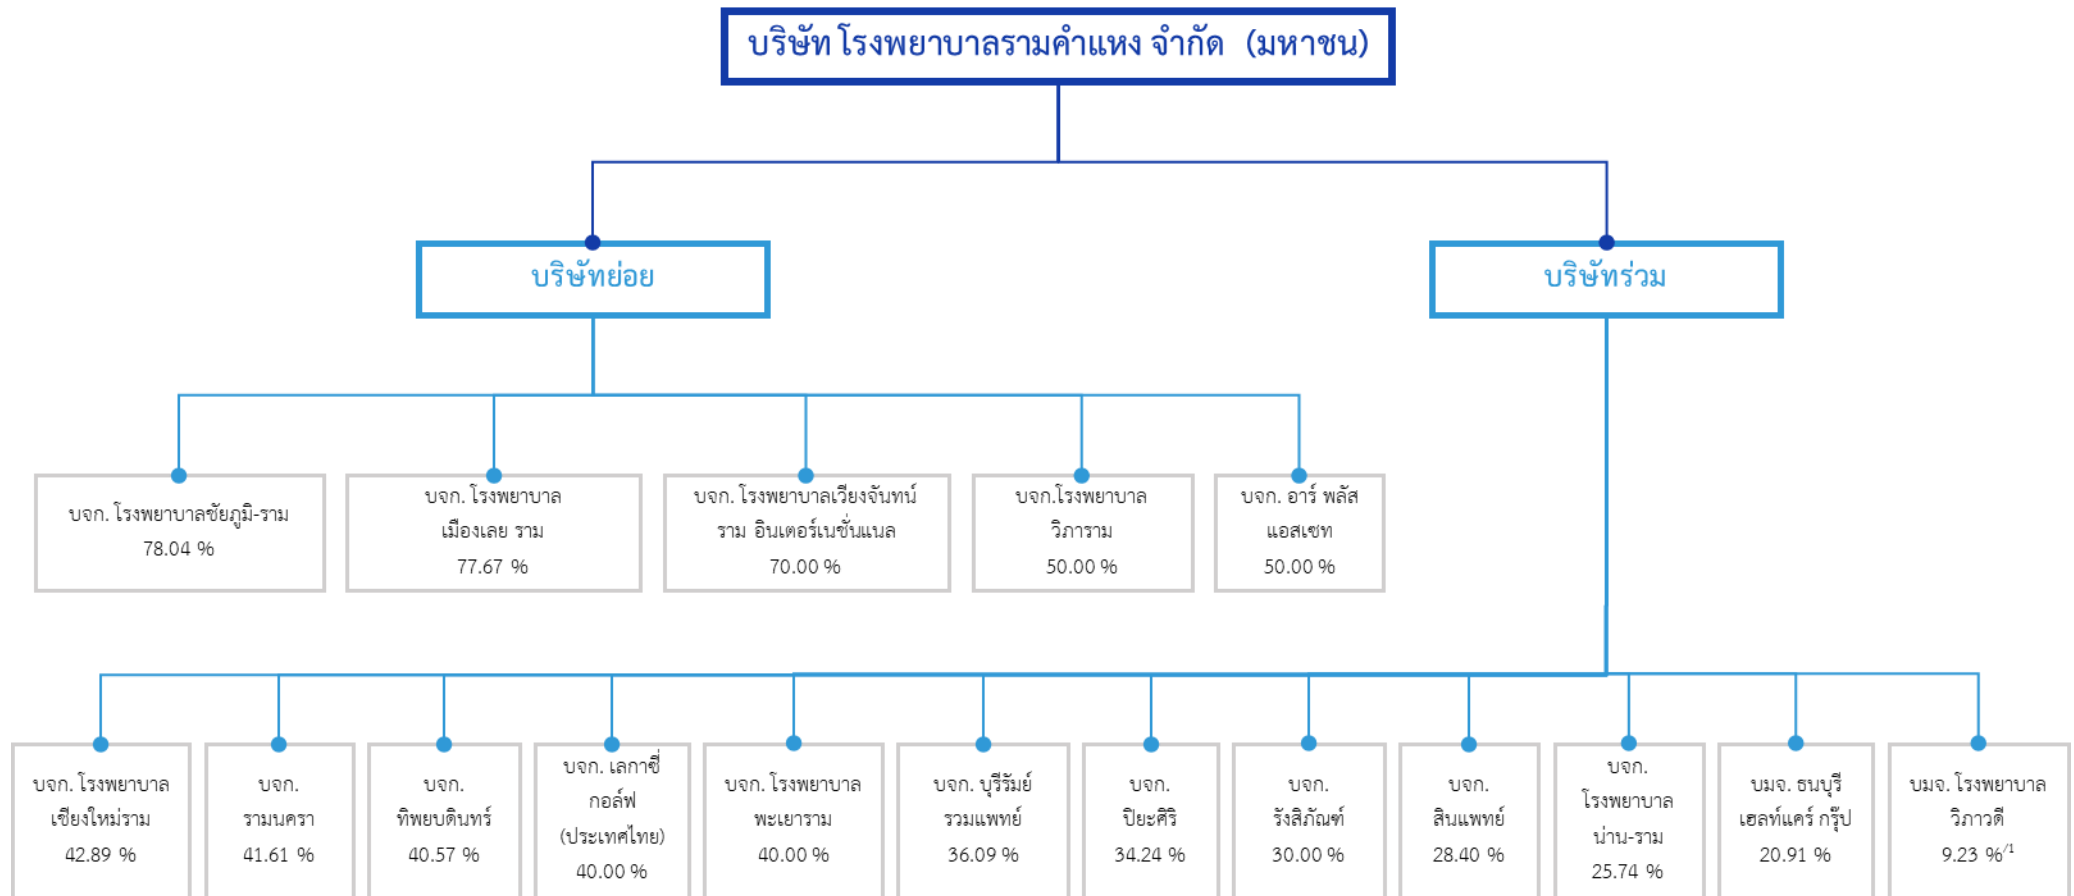 บริษัท โรงพยาบาลรามคำแหง จำกัด (มหาชน)
บริษัทย่อย
บริษัทร่วม
บจก. โรงพยาบาลชัยภูมิ-ราม
78.04 %
บจก. โรงพยาบาล
เมืองเลย ราม
77.67 %
บจก. โรงพยาบาลเวียงจันทน์
ราม อินเตอร์เนชั่นแนล
70.00 %
บจก.โรงพยาบาล
วิภาราม
50.00 %
บจก. อาร์ พลัส
แอสเซท
50.00 %
บจก. โรงพยาบาล
เชียงใหม่ราม
42.89 %
บจก.
รามนครา
41.61 %
บจก.
ทิพยบดินทร์
40.57 %
บจก. เลกาซี่
กอล์ฟ
(ประเทศไทย)
40.00 %
บจก. โรงพยาบาล
พะเยาราม
40.00 %
บจก. บุรีรัมย์
รวมแพทย์
36.09 %
บจก.
ปิยะศิริ
34.24 %
บจก.
รังสิภัณฑ์
30.00 %
บจก.
สินแพทย์
28.40 %
บจก.
โรงพยาบาล
น่าน-ราม
25.74 %
บมจ. ธนบุรี
เฮลท์แคร์ กรุ๊ป
20.91 %
บมจ. โรงพยาบาล
วิภาวดี
9.23 %/1